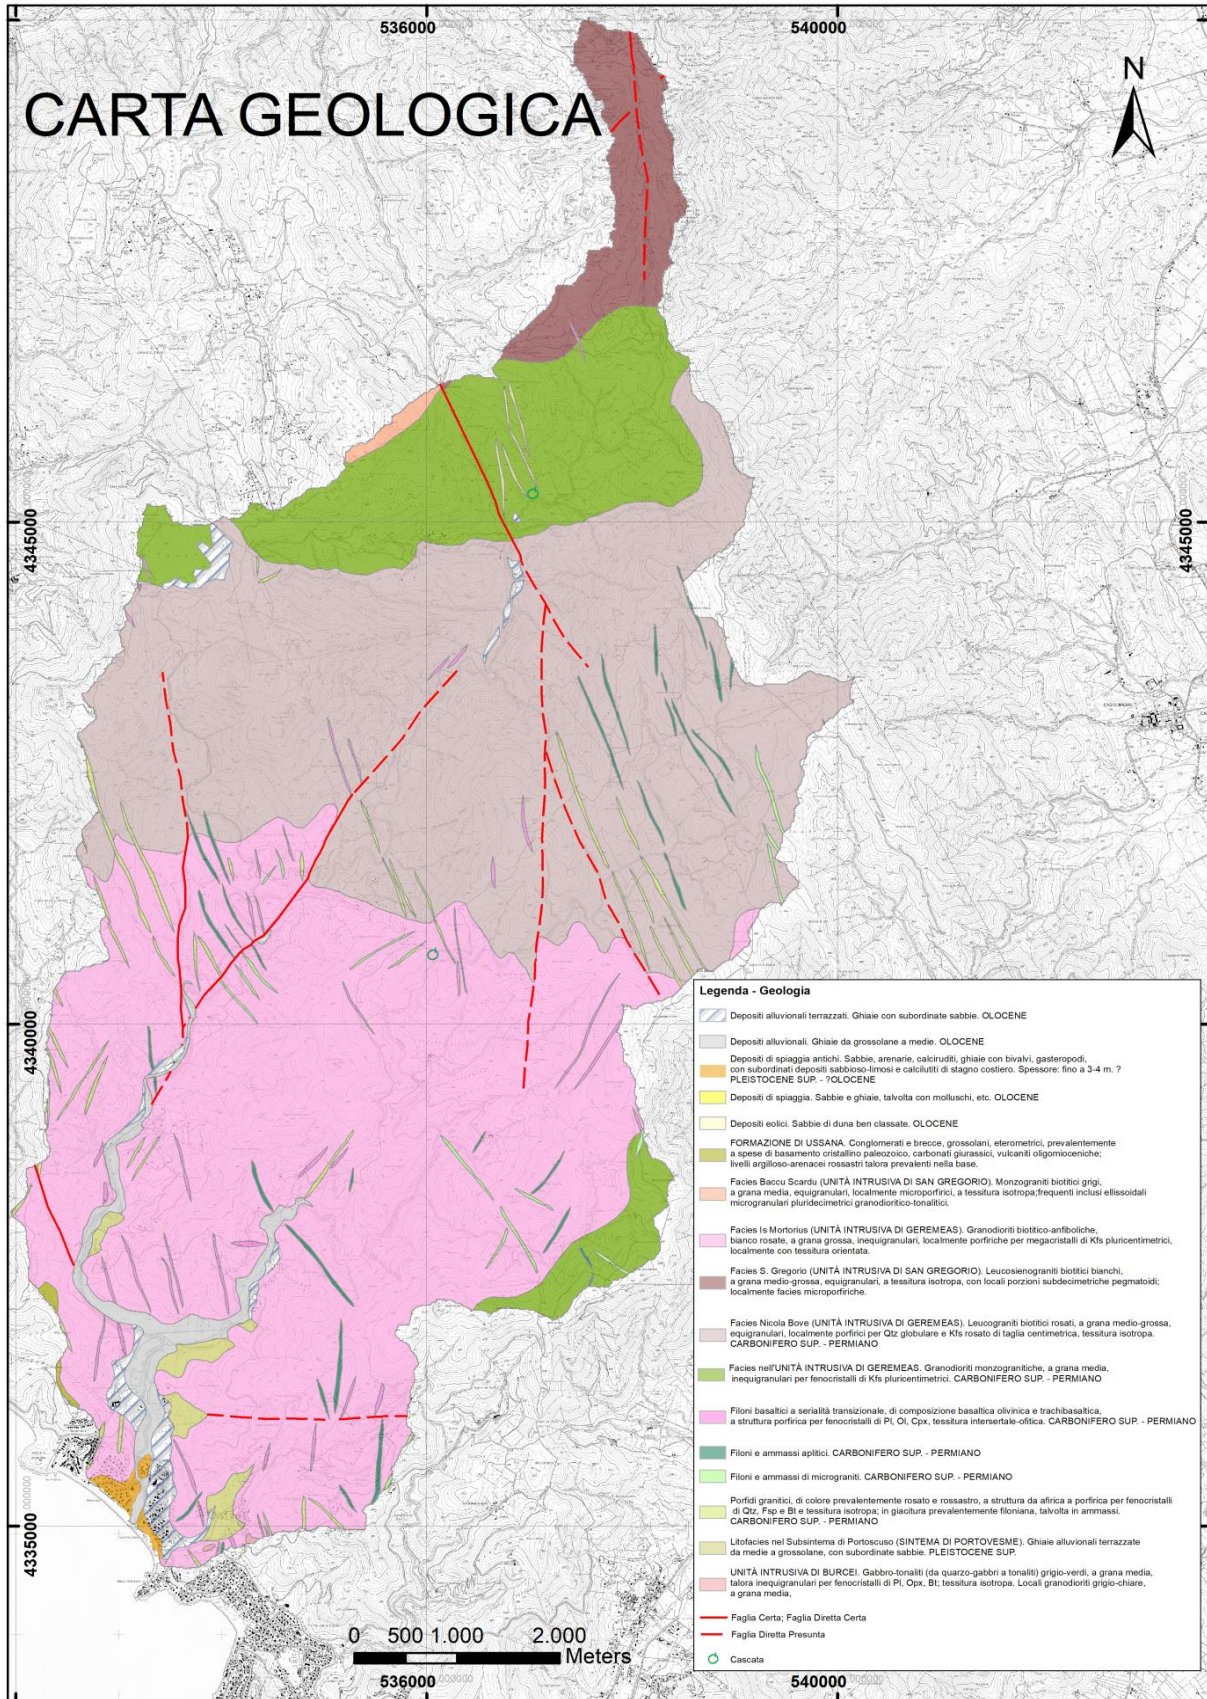 536000
540000
CARTA GEOLOGICA
N
4345000
4345000
4340000
4335000
Legenda - Geologia
Depositi alluvionali terrazzati. Ghiaie con subordinate sabbie. OLOCENE
Depositi alluvionali. Ghiaie da grossolane a medie. OLOCENE
Depositi di spiaggia antichi. Sabbie, arenarie, calciruditi, ghiaie con bivalvi, gasteropodi,
con subordinati depositi sabbioso-limosi e calcilutiti di stagno costiero. Spessore: fino a 3-4 m. ?
PLEISTOCENE SUP. - ?OLOCENE
Depositi di spiaggia. Sabbie e ghiaie, talvolta con molluschi, etc. OLOCENE
Depositi eolici. Sabbie di duna ben classate. OLOCENE
FORMAZIONE DI USSANA. Conglomerati e brecce, grossolani, eterometrici, prevalentemente
a spese di basamento cristallino paleozoico, carbonati giurassici, vulcaniti oligomioceniche;
livelli argilloso-arenacei rossastri talora prevalenti nella base.
Facies Baccu Scardu (UNITÀ INTRUSIVA DI SAN GREGORIO). Monzograniti biotitici grigi,
a grana media, equigranulari, localmente microporfirici, a tessitura isotropa;frequenti inclusi ellissoidali
microgranulari pluridecimetrici granodioritico-tonalitici.
Facies Is Mortorius (UNITÀ INTRUSIVA DI GEREMEAS). Granodioriti biotitico-anfiboliche,
bianco rosate, a grana grossa, inequigranulari, localmente porfiriche per megacristalli di Kfs pluricentimetrici,
localmente con tessitura orientata.
Facies S. Gregorio (UNITÀ INTRUSIVA DI SAN GREGORIO). Leucosienograniti biotitici bianchi,
a grana medio-grossa, equigranulari, a tessitura isotropa, con locali porzioni subdecimetriche pegmatoidi;
localmente facies microporfiriche.
Facies Nicola Bove (UNITÀ INTRUSIVA DI GEREMEAS). Leucograniti biotitici rosati, a grana medio-grossa,
equigranulari, localmente porfirici per Qtz globulare e Kfs rosato di taglia centimetrica, tessitura isotropa.
CARBONIFERO SUP. - PERMIANO
Facies nell'UNITÀ INTRUSIVA DI GEREMEAS. Granodioriti monzogranitiche, a grana media,
inequigranulari per fenocristalli di Kfs pluricentimetrici. CARBONIFERO SUP. - PERMIANO
Filoni basaltici a serialità transizionale, di composizione basaltica olivinica e trachibasaltica,
a struttura porfirica per fenocristalli di Pl, Ol, Cpx, tessitura intersertale-ofitica. CARBONIFERO SUP. - PERMIANO
Filoni e ammassi aplitici. CARBONIFERO SUP. - PERMIANO
Filoni e ammassi di microgranati. CARBONIFERO SUP. - PERMIANO
Porfidi granitici, di colore prevalentemente rosato e rossastro, a struttura da afirica a porfirica per fenocristalli
di Qtz, Fsp e Bt e tessitura isotropa; in giacitura prevalentemente filoniana, talvolta in ammassi.
CARBONIFERO SUP. - PERMIANO
Litofacies nel Subsintema di Portoscuso (SINTEMA DI PORTOVESME). Ghiaie alluvionali terrazzate
da medie a grossolane, con subordinate sabbie. PLEISTOCENE SUP.
UNITÀ INTRUSIVA DI BURCEI. Gabbro-tonaliti (da quarzo-gabbri a tonaliti) grigio-verdi, a grana media,
talora inequigranulari per fenocristalli di Pl, Opx, Bt; tessitura isotropa. Locali granodioriti grigio-chiare,
a grana media,
Faglia Certa; Faglia Diretta Certa
Faglia Diretta Presunta
Cascata
0 500 1.000 2.000
Meters
536000
540000